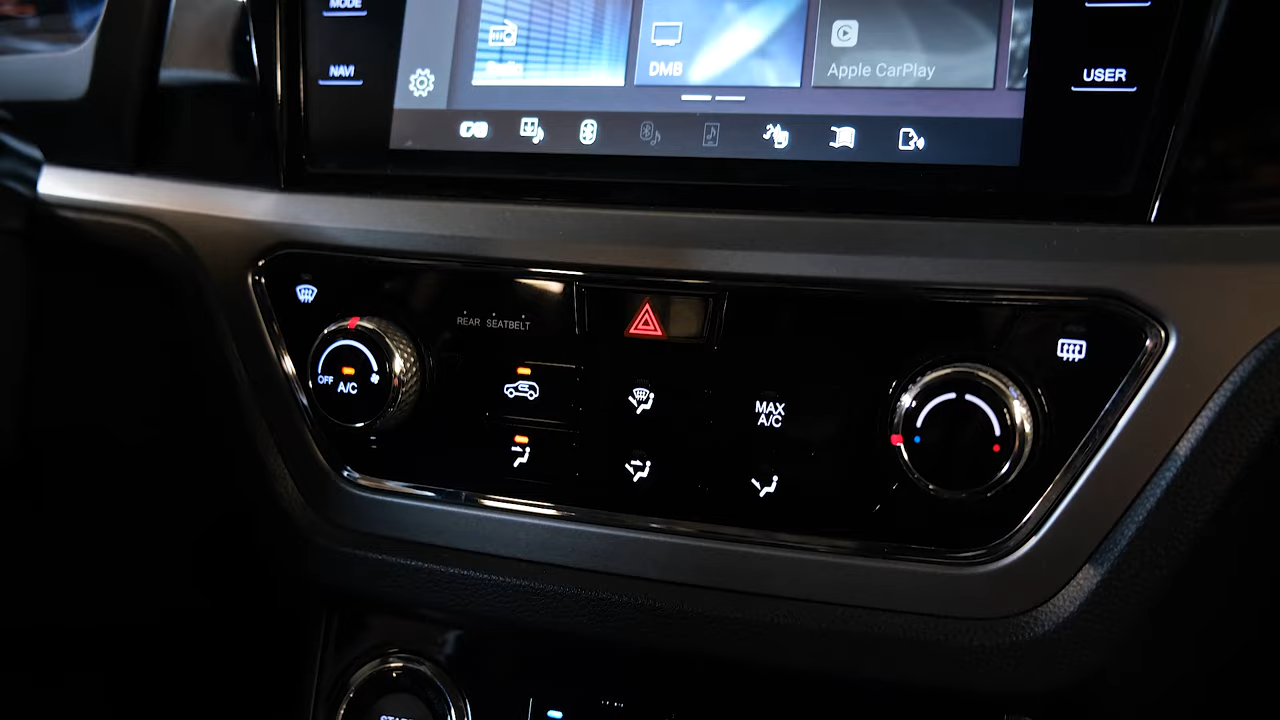 MODE
NAVI
DMB
Apple CarPlay
USER
REAR SEATBELT
OFF
A/C
MAX
A/C